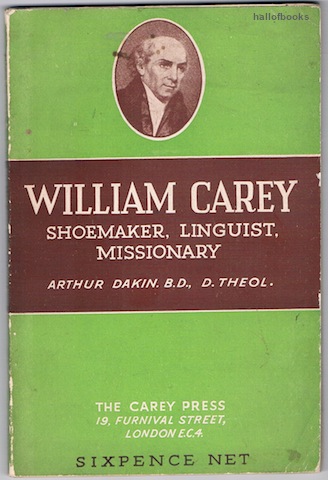 hallofbooks
WILLIAM CAREY
SHOEMAKER, LINGUIST,
MISSIONARY
ARTHUR DAKIN. B.D., D. THEOL.
THE CAREY PRESS
19, FURNIVAL STREET,
LONDON E.C.4.
SIXPENCE NET